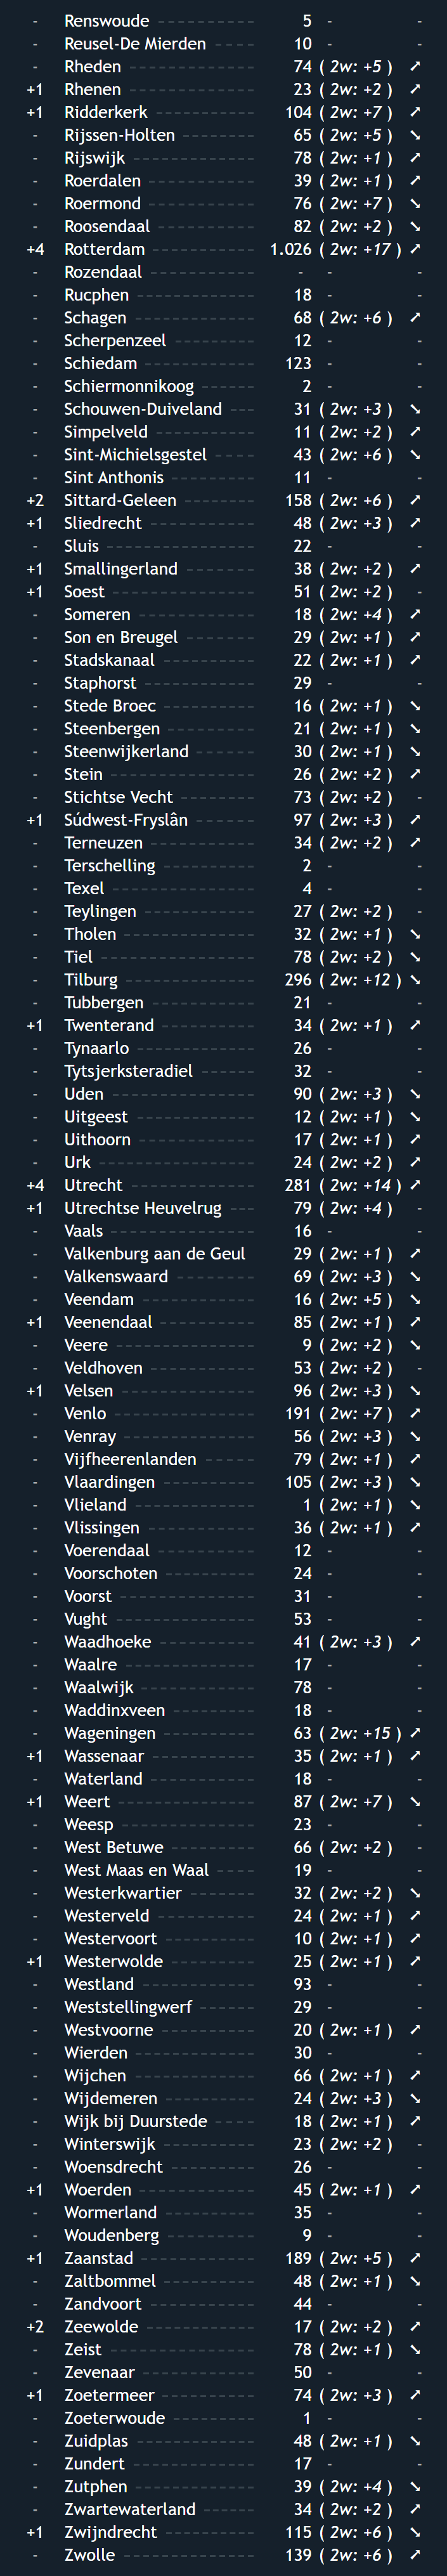 - Renswoude 5 - -
- Reusel-De Mierden 10 - -
- Rheden 74 ( 2w: +5 ) ↗
+1 Rhenen 23 ( 2w: +2 ) ↗
+1 Ridderkerk 104 ( 2w: +7 ) ↗
- Rijssen-Holten 65 ( 2w: +5 ) ↘
- Rijswijk 78 ( 2w: +1 ) ↗
- Roerdalen 39 ( 2w: +1 ) ↗
- Roermond 76 ( 2w: +7 ) ↘
- Roosendaal 82 ( 2w: +2 ) ↘
+4 Rotterdam 1.026 ( 2w: +17 ) ↗
- Rozendaal - - -
- Rucphen 18 - -
- Schagen 68 ( 2w: +6 ) ↗
- Scherpenzeel 12 - -
- Schiedam 123 - -
- Schiermonnikoog 2 - -
- Schouwen-Duiveland 31 ( 2w: +3 ) ↘
- Simpelveld 11 ( 2w: +2 ) ↗
- Sint-Michielsgestel 43 ( 2w: +6 ) ↘
- Sint Anthonis 11 - -
+2 Sittard-Geleen 158 ( 2w: +6 ) ↗
+1 Sliedrecht 48 ( 2w: +3 ) ↗
- Sluis 22 - -
+1 Smallingerland 38 ( 2w: +2 ) ↗
+1 Soest 51 ( 2w: +2 ) -
- Someren 18 ( 2w: +4 ) ↗
- Son en Breugel 29 ( 2w: +1 ) ↗
- Stadskanaal 22 ( 2w: +1 ) ↗
- Staphorst 29 - -
- Stede Broec 16 ( 2w: +1 ) ↘
- Steenbergen 21 ( 2w: +1 ) ↘
- Steenwijkerland 30 ( 2w: +1 ) ↘
- Stein 26 ( 2w: +2 ) ↗
- Stichtse Vecht 73 ( 2w: +2 ) -
+1 Súdwest-Fryslân 97 ( 2w: +3 ) ↗
- Terneuzen 34 ( 2w: +2 ) ↗
- Terschelling 2 - -
- Texel 4 - -
- Teylingen 27 ( 2w: +2 ) -
- Tholen 32 ( 2w: +1 ) ↘
- Tiel 78 ( 2w: +2 ) ↘
- Tilburg 296 ( 2w: +12 ) ↘
- Tubbergen 21 - -
+1 Twenterand 34 ( 2w: +1 ) ↗
- Tynaarlo 26 - -
- Tytsjerksteradiel 32 - -
- Uden 90 ( 2w: +3 ) ↘
- Uitgeest 12 ( 2w: +1 ) ↘
- Uithoorn 17 ( 2w: +1 ) ↗
- Urk 24 ( 2w: +2 ) ↗
+4 Utrecht 281 ( 2w: +14 ) ↗
+1 Utrechtse Heuvelrug 79 ( 2w: +4 ) -
- Vaals 16 - -
- Valkenburg aan de Geul 29 ( 2w: +1 ) ↗
- Valkenswaard 69 ( 2w: +3 ) ↘
- Veendam 16 ( 2w: +5 ) ↘
+1 Veenendaal 85 ( 2w: +1 ) ↗
- Veere 9 ( 2w: +2 ) ↘
- Veldhoven 53 ( 2w: +2 ) -
+1 Velsen 96 ( 2w: +3 ) ↘
- Venlo 191 ( 2w: +7 ) ↗
- Venray 56 ( 2w: +3 ) ↘
- Vijfheerenlanden 79 ( 2w: +1 ) ↗
- Vlaardingen 105 ( 2w: +3 ) ↘
- Vlieland 1 ( 2w: +1 ) ↘
- Vlissingen 36 ( 2w: +1 ) ↗
- Voerendaal 12 - -
- Voorschoten 24 - -
- Voorst 31 - -
- Vught 53 - -
- Waadhoeke 41 ( 2w: +3 ) ↗
- Waalre 17 - -
- Waalwijk 78 - -
- Waddinxveen 18 - -
- Wageningen 63 ( 2w: +15 ) ↗
+1 Wassenaar 35 ( 2w: +1 ) ↗
- Waterland 18 - -
+1 Weert 87 ( 2w: +7 ) ↘
- Weesp 23 - -
- West Betuwe 66 ( 2w: +2 ) -
- West Maas en Waal 19 - -
- Westerkwartier 32 ( 2w: +2 ) ↘
- Westerveld 24 ( 2w: +1 ) ↗
- Westervoort 10 ( 2w: +1 ) ↗
+1 Westerwolde 25 ( 2w: +1 ) ↗
- Westland 93 - -
- Weststellingwerf 29 - -
- Westvoorne 20 ( 2w: +1 ) ↗
- Wierden 30 - -
- Wijchen 66 ( 2w: +1 ) ↗
- Wijdemeren 24 ( 2w: +3 ) ↘
- Wijk bij Duurstede 18 ( 2w: +1 ) ↗
- Winterswijk 23 ( 2w: +2 ) -
- Woensdrecht 26 - -
+1 Woerden 45 ( 2w: +1 ) ↗
- Wormerland 35 - -
- Woudenberg 9 - -
+1 Zaanstad 189 ( 2w: +5 ) ↗
- Zaltbommel 48 ( 2w: +1 ) ↘
- Zandvoort 44 - -
+2 Zeewolde 17 ( 2w: +2 ) ↗
- Zeist 78 ( 2w: +1 ) ↘
- Zevenaar 50 - -
+1 Zoetermeer 74 ( 2w: +3 ) ↗
- Zoeterwoude 1 - -
- Zuidplas 48 ( 2w: +1 ) ↘
- Zundert 17 - -
- Zutphen 39 ( 2w: +4 ) ↘
- Zwartewaterland 34 ( 2w: +2 ) ↗
+1 Zwijndrecht 115 ( 2w: +6 ) ↘
- Zwolle 139 ( 2w: +6 ) ↗